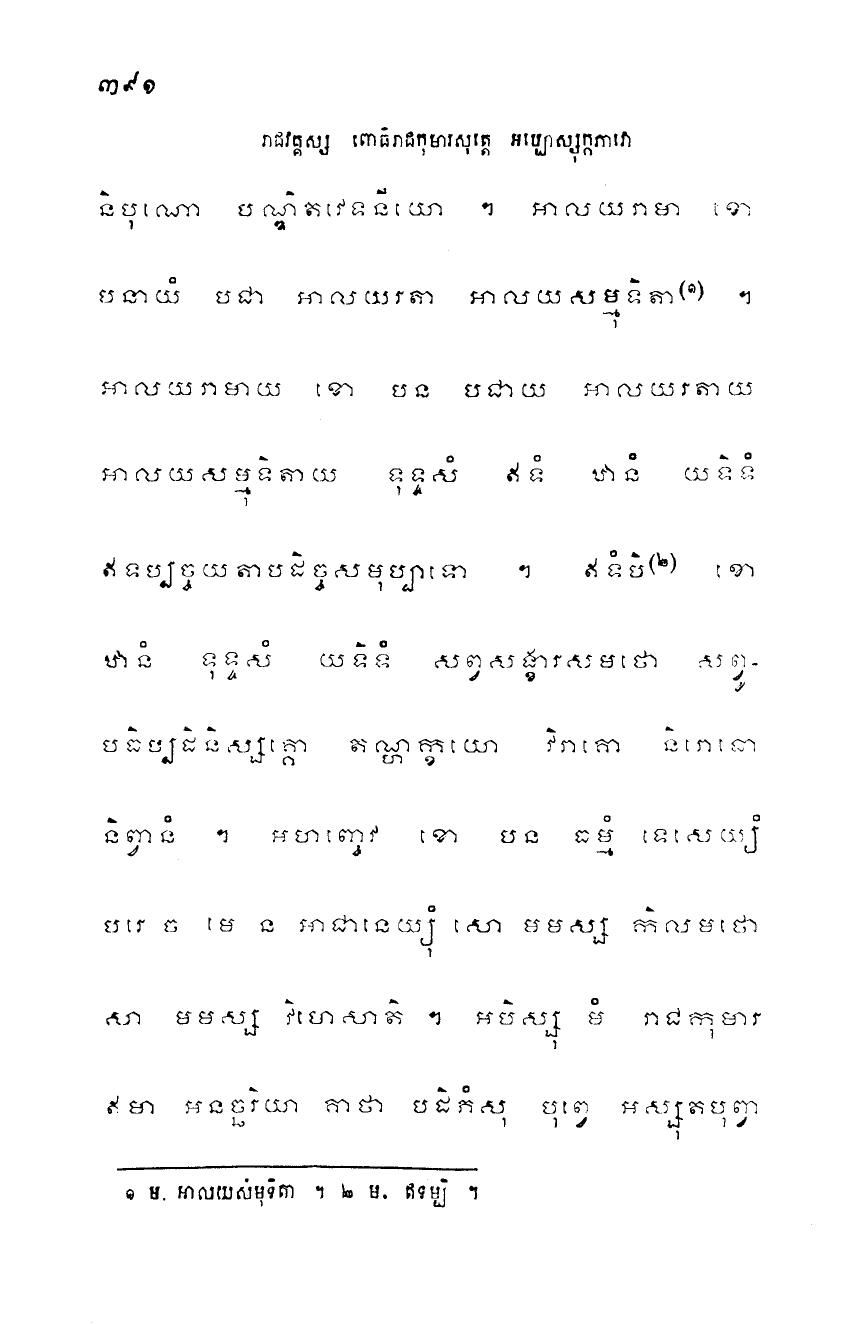 ៣៩១
រាជវគ្គស្ស ពោធិរាជកុមារសុត្តេ អប្បោស្សុក្កភាវោ
និបុណោ បណ្ឌិតវេទនីយោ ។ អាលយរាមា ខោ
បនាយំ បជា អាលយរតា អាលយសម្មុទិតា(១) ។
អាលយរាមាយ ខោ បន បជាយ អាលយរតាយ
អាលយសម្មុទិតាយ ទុទ្ទសំ ឥទំ ឋានំ យទិទំ
ឥទប្បច្ចយតាបដិច្ចសមុប្បាទោ ។ ឥទំបិ(២) ខោ
ឋានំ ទុទ្ទសំ យទិទំ សព្វសង្ខារសមថោ សព្វូ-
បធិប្បដិនិស្សគ្គោ តណ្ហក្ខយោ វិរាគោ និរោធោ
និព្វានំ ។ អហញ្ចេវ ខោ បន ធម្មំ ទេសេយ្យំ
បរេ ច មេ ន អាជានេយ្យុំ សោ មមស្ស កិលមថោ
សា មមស្ស វិហេសាតិ ។ អបិស្សុ មំ រាជកុមារ
ឥមា អនច្ឆរិយា គាថា បដិភំសុ បុព្វេ អស្សុតបុព្វា
១ ម. អាលយសំមុទិតា ។ ២ ម. ឥទម្បិ ។